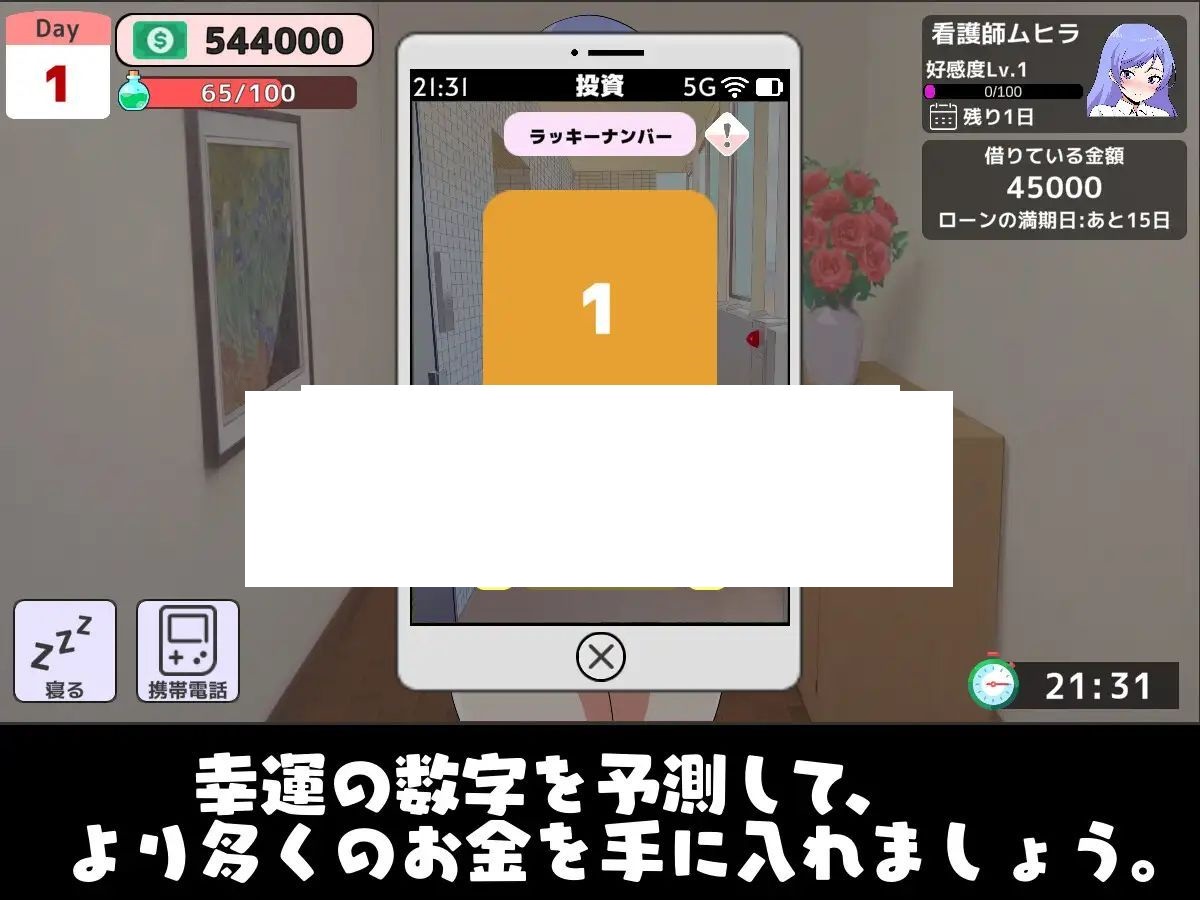 Day
1
544000
65/100
看護師ムヒラ
好感度Lv.1
0/100
残り1日
借りている金額
45000
ローンの満期日:あと15日
21:31
投資
5G
ラッキーナンバー
1
寝る
携帯電話
21:31
幸運の数字を予測して、
より多くのお金を手に入れましょう。